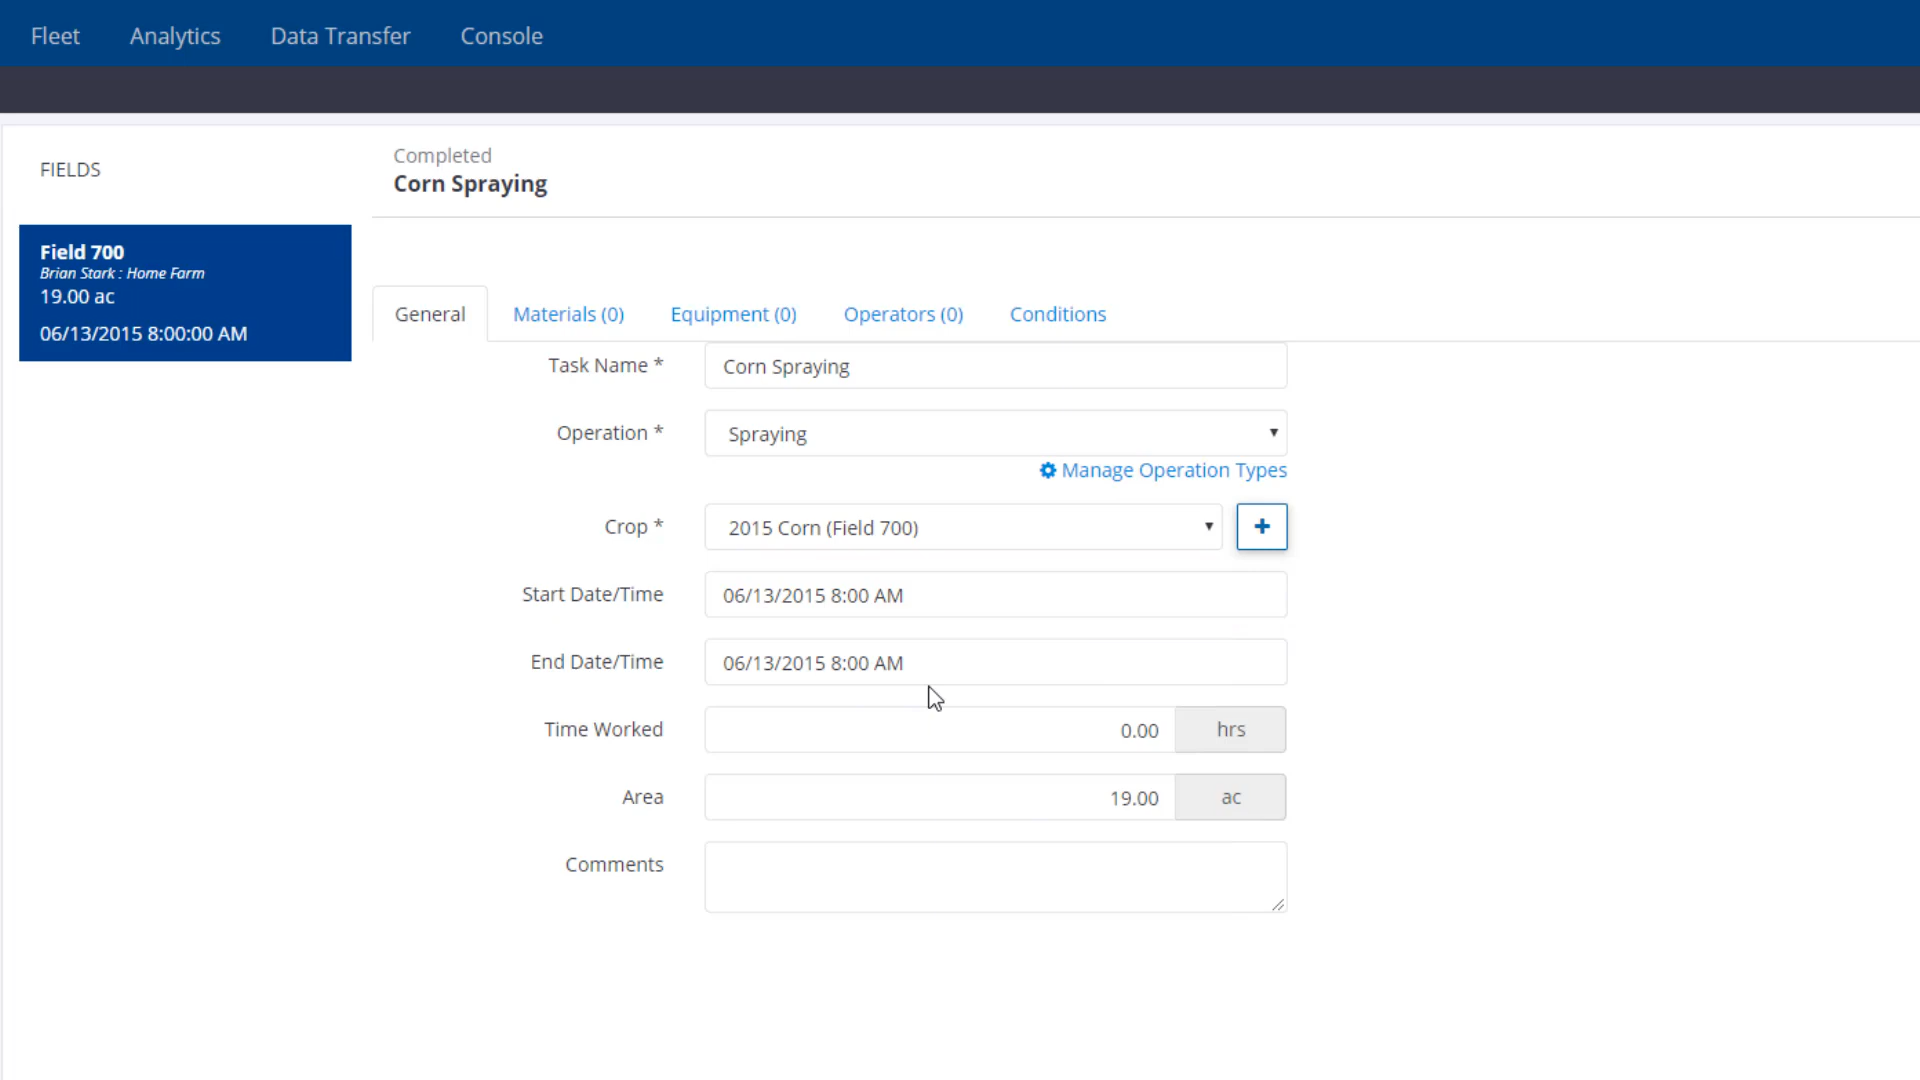 Fleet Analytics Data Transfer Console
FIELDS
Field 700
Brian Stark : Home Farm
19.00 ac
06/13/2015 8:00:00 AM
Completed
Corn Spraying
General Materials (0) Equipment (0) Operators (0) Conditions
Task Name * Corn Spraying
Operation * Spraying
Manage Operation Types
Crop * 2015 Corn (Field 700)
Start Date/Time 06/13/2015 8:00 AM
End Date/Time 06/13/2015 8:00 AM
Time Worked 0.00 hrs
Area 19.00 ac
Comments